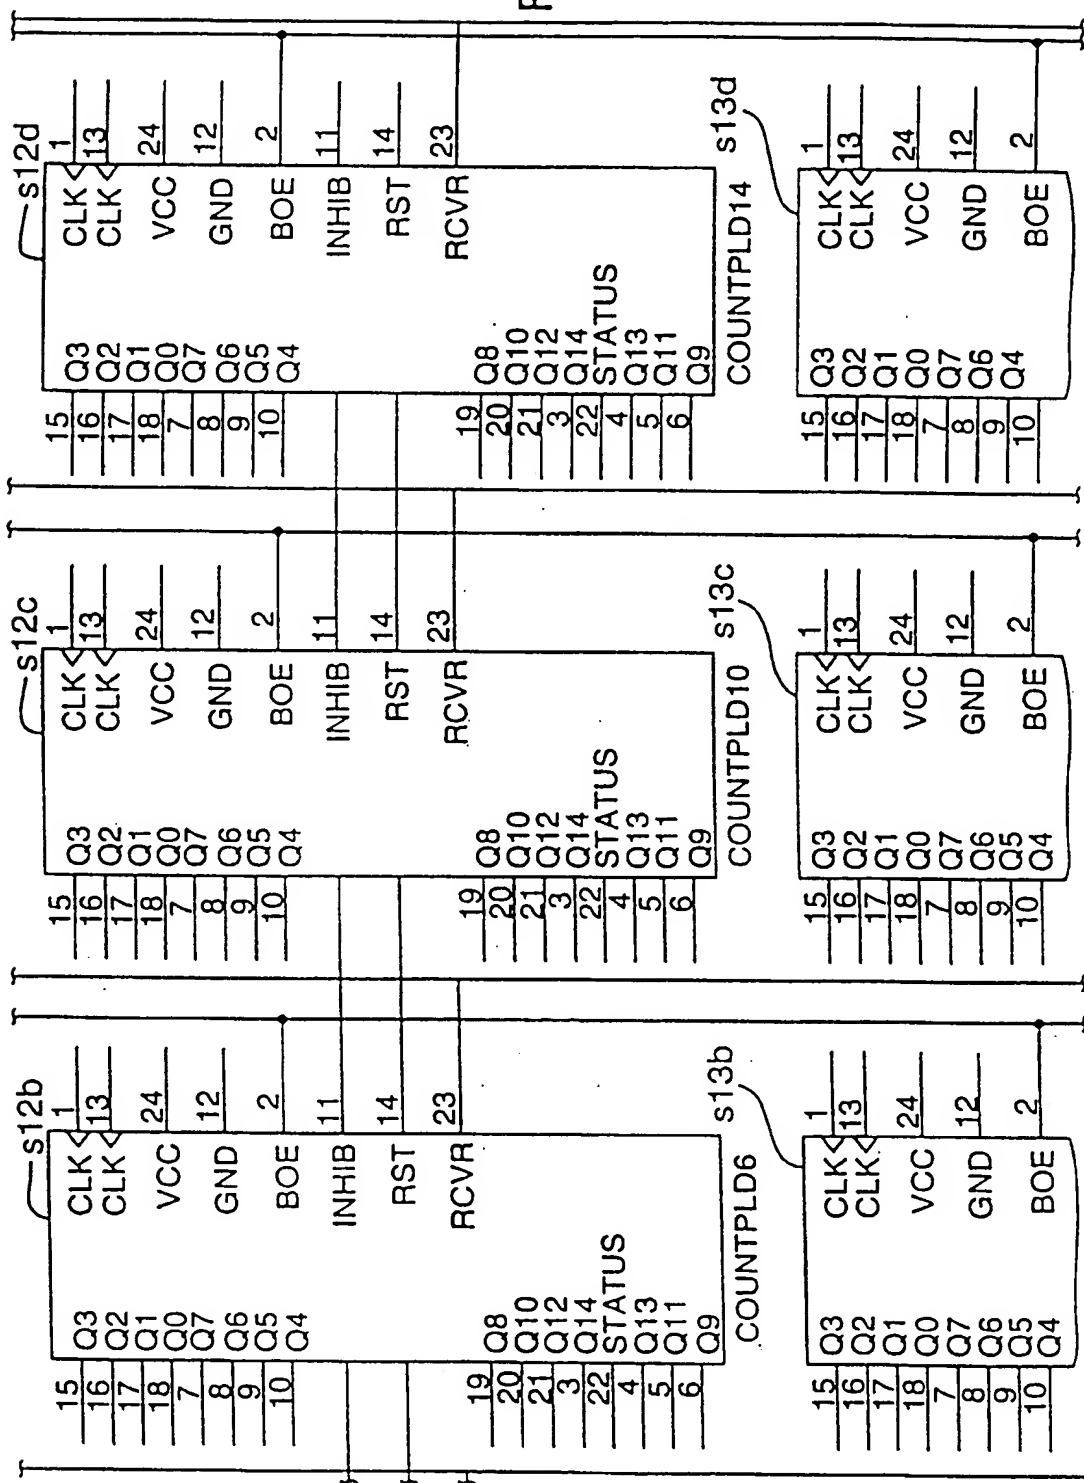 s12d
CLK 1
CLK 13
VCC 24
GND 12
BOE 2
INHIB 11
RST 14
RCVR 23
15 Q3
16 Q2
17 Q1
18 Q0
7 Q7
8 Q6
9 Q5
10 Q4
19 Q8
20 Q10
21 Q12
3 Q14
22 STATUS
4 Q13
5 Q11
6 Q9
COUNTPLD14
s13d
CLK 1
CLK 13
VCC 24
GND 12
BOE 2
15 Q3
16 Q2
17 Q1
18 Q0
7 Q7
8 Q6
9 Q4
10
s12c
CLK 1
CLK 13
VCC 24
GND 12
BOE 2
INHIB 11
RST 14
RCVR 23
15 Q3
16 Q2
17 Q1
18 Q0
7 Q7
8 Q6
9 Q5
10 Q4
19 Q8
20 Q10
21 Q12
3 Q14
22 STATUS
4 Q13
5 Q11
6 Q9
COUNTPLD10
s13c
CLK 1
CLK 13
VCC 24
GND 12
BOE 2
15 Q3
16 Q2
17 Q1
18 Q0
7 Q7
8 Q6
9 Q5
10 Q4
s12b
CLK 1
CLK 13
VCC 24
GND 12
BOE 2
INHIB 11
RST 14
RCVR 23
15 Q3
16 Q2
17 Q1
18 Q0
7 Q7
8 Q6
9 Q5
10 Q4
19 Q8
20 Q10
21 Q12
3 Q14
22 STATUS
4 Q13
5 Q11
6 Q9
COUNTPLD6
s13b
CLK 1
CLK 13
VCC 24
GND 12
BOE 2
15 Q3
16 Q2
17 Q1
18 Q0
7 Q7
8 Q6
9 Q5
10 Q4